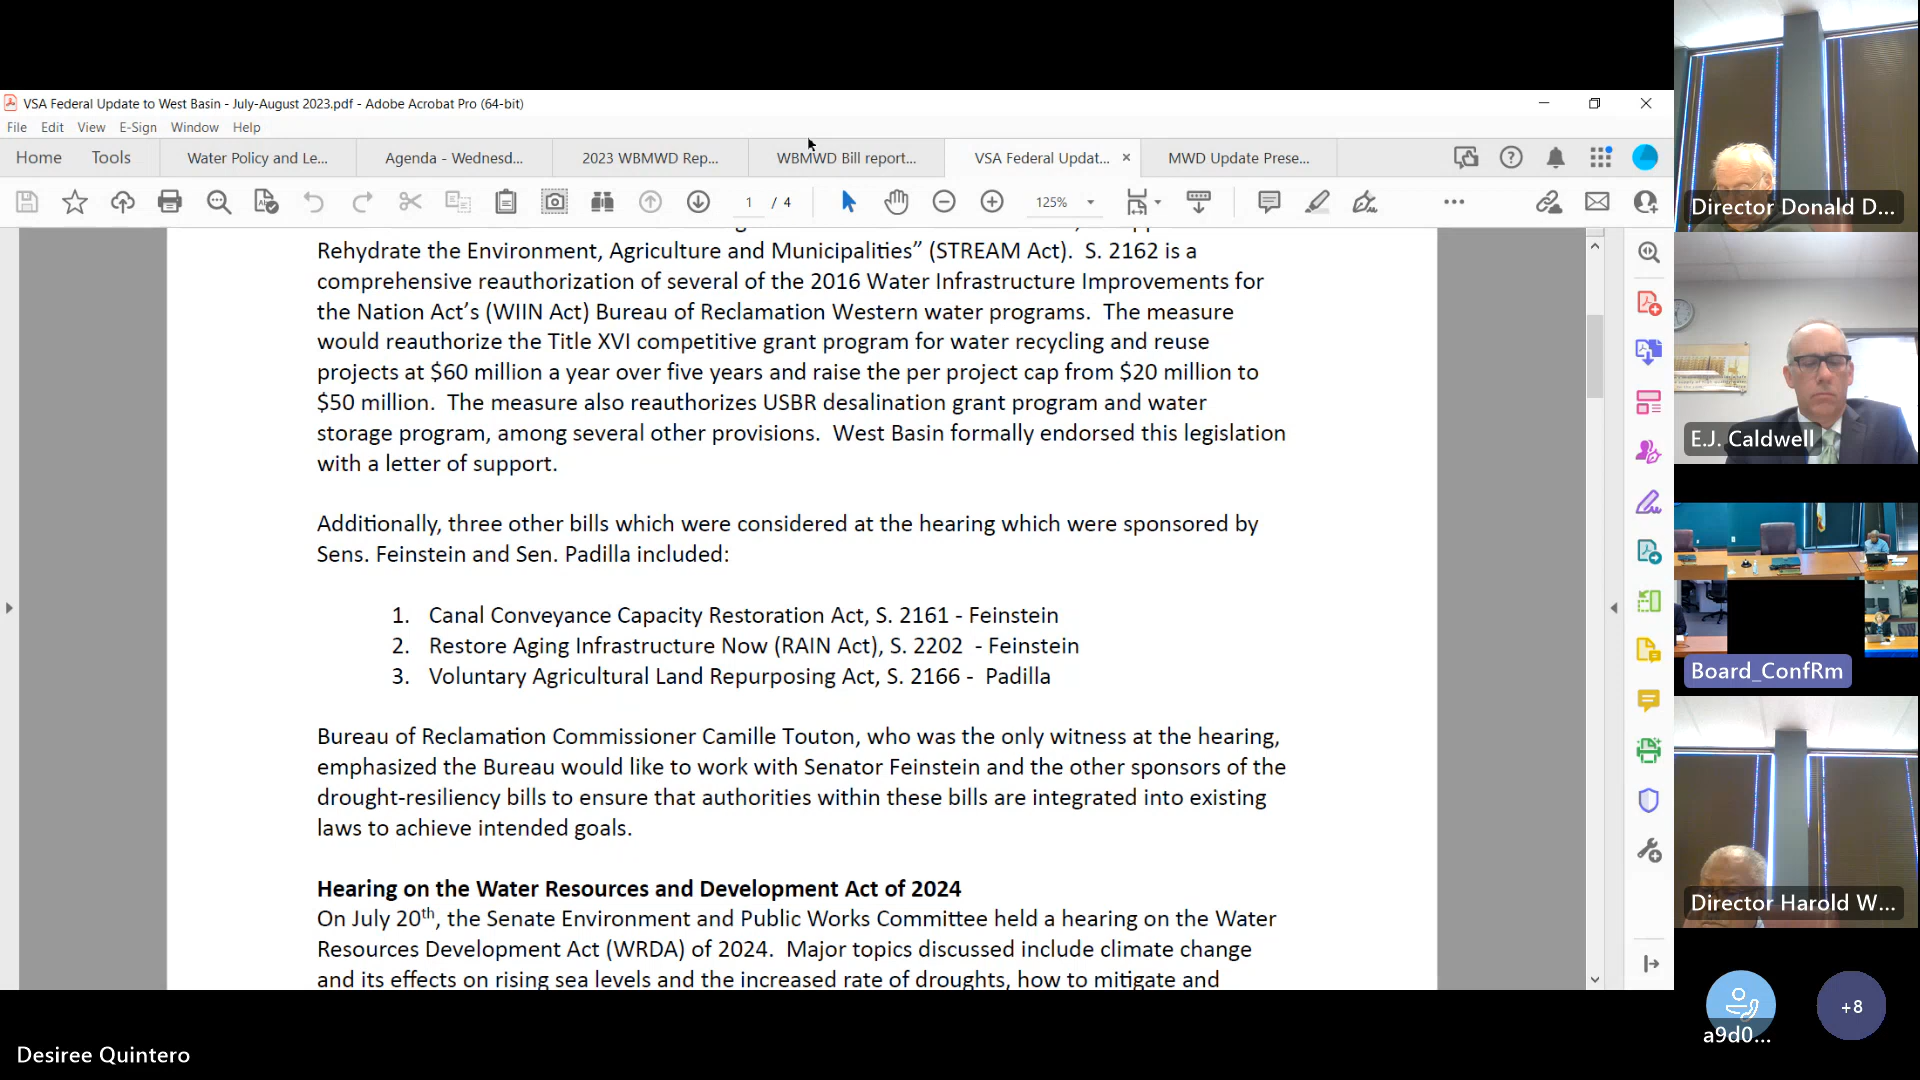 VSA Federal Update to West Basin - July-August 2023.pdf - Adobe Acrobat Pro (64-bit)
File Edit View E-Sign Window Help
Home Tools Water Policy and Le... Agenda - Wednesd... 2023 WBMWD Rep... WBMWD Bill report... VSA Federal Updat... × MWD Update Prese...
1 / 4 125%
Rehydrate the Environment, Agriculture and Municipalities” (STREAM Act). S. 2162 is a
comprehensive reauthorization of several of the 2016 Water Infrastructure Improvements for
the Nation Act’s (WIIN Act) Bureau of Reclamation Western water programs. The measure
would reauthorize the Title XVI competitive grant program for water recycling and reuse
projects at $60 million a year over five years and raise the per project cap from $20 million to
$50 million. The measure also reauthorizes USBR desalination grant program and water
storage program, among several other provisions. West Basin formally endorsed this legislation
with a letter of support.
Additionally, three other bills which were considered at the hearing which were sponsored by
Sens. Feinstein and Sen. Padilla included:
1. Canal Conveyance Capacity Restoration Act, S. 2161 - Feinstein
2. Restore Aging Infrastructure Now (RAIN Act), S. 2202 - Feinstein
3. Voluntary Agricultural Land Repurposing Act, S. 2166 - Padilla
Bureau of Reclamation Commissioner Camille Touton, who was the only witness at the hearing,
emphasized the Bureau would like to work with Senator Feinstein and the other sponsors of the
drought-resiliency bills to ensure that authorities within these bills are integrated into existing
laws to achieve intended goals.
Hearing on the Water Resources and Development Act of 2024
On July 20th, the Senate Environment and Public Works Committee held a hearing on the Water
Resources Development Act (WRDA) of 2024. Major topics discussed include climate change
and its effects on rising sea levels and the increased rate of droughts, how to mitigate and
Desiree Quintero
Director Donald D...
E.J. Caldwell
Board_ConfRm
Director Harold W...
a9d0...
+8